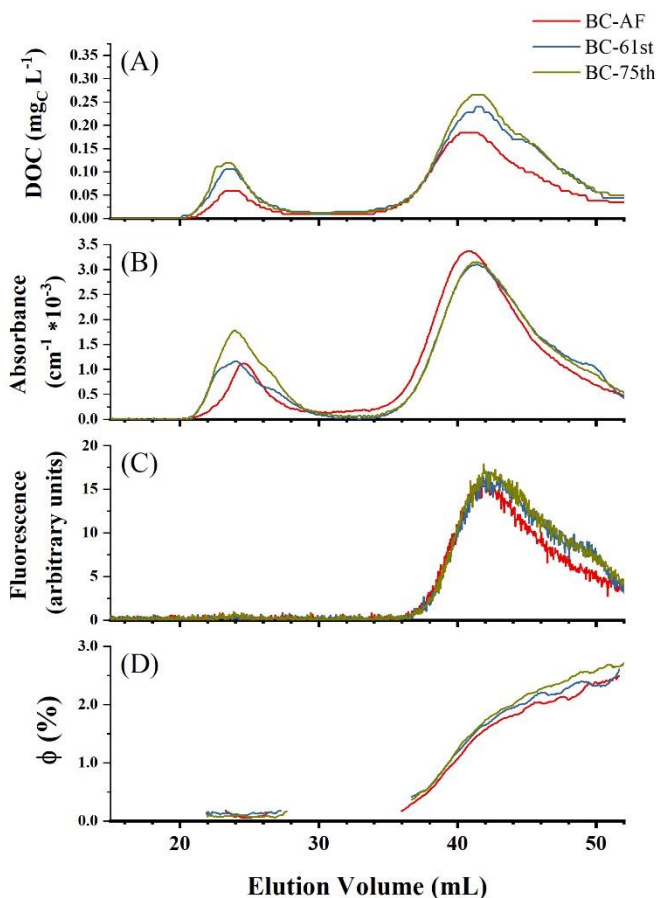 BC-AF
BC-61st
BC-75th
(A)
DOC (mg_C L⁻¹)
0.35
0.30
0.25
0.20
0.15
0.10
0.05
0.00
(B)
Absorbance
(cm⁻¹ *10⁻³)
3.5
3.0
2.5
2.0
1.5
1.0
0.5
0.0
(C)
Fluorescence
(arbitrary units)
20
15
10
5
0
(D)
ϕ (%)
3.0
2.0
1.0
0.0
20
30
40
50
Elution Volume (mL)